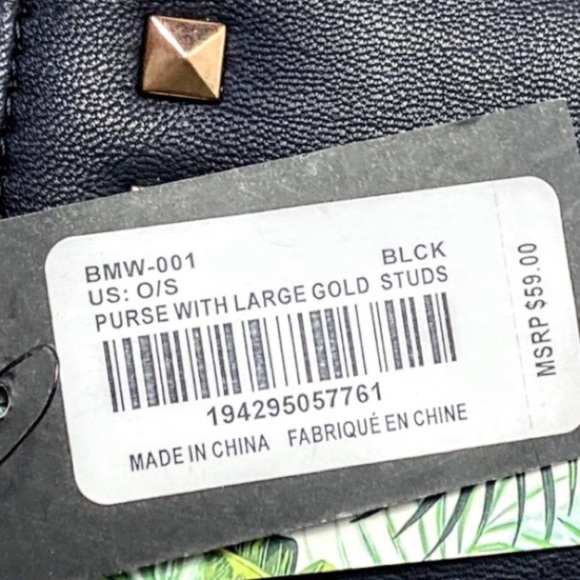 BMW-001 BLCK
US: O/S
PURSE WITH LARGE GOLD STUDS
194295057761
MADE IN CHINA FABRIQUÉ EN CHINE
MSRP $59.00